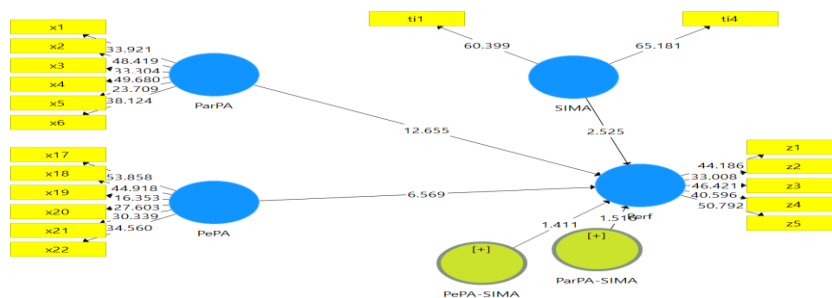 x1
x2
x3
x4
x5
x6
33.921
48.419
33.304
49.680
23.709
38.124
ParPA
ti1
ti4
60.399
65.181
SIMA
12.655
2.525
x17
x18
x19
x20
x21
x22
53.858
44.918
16.353
27.603
30.339
34.560
PePA
6.569
z1
z2
z3
z4
z5
44.186
33.008
46.421
40.596
50.792
Perf
1.411
1.516
[+]
[+]
PePA-SIMA
ParPA-SIMA